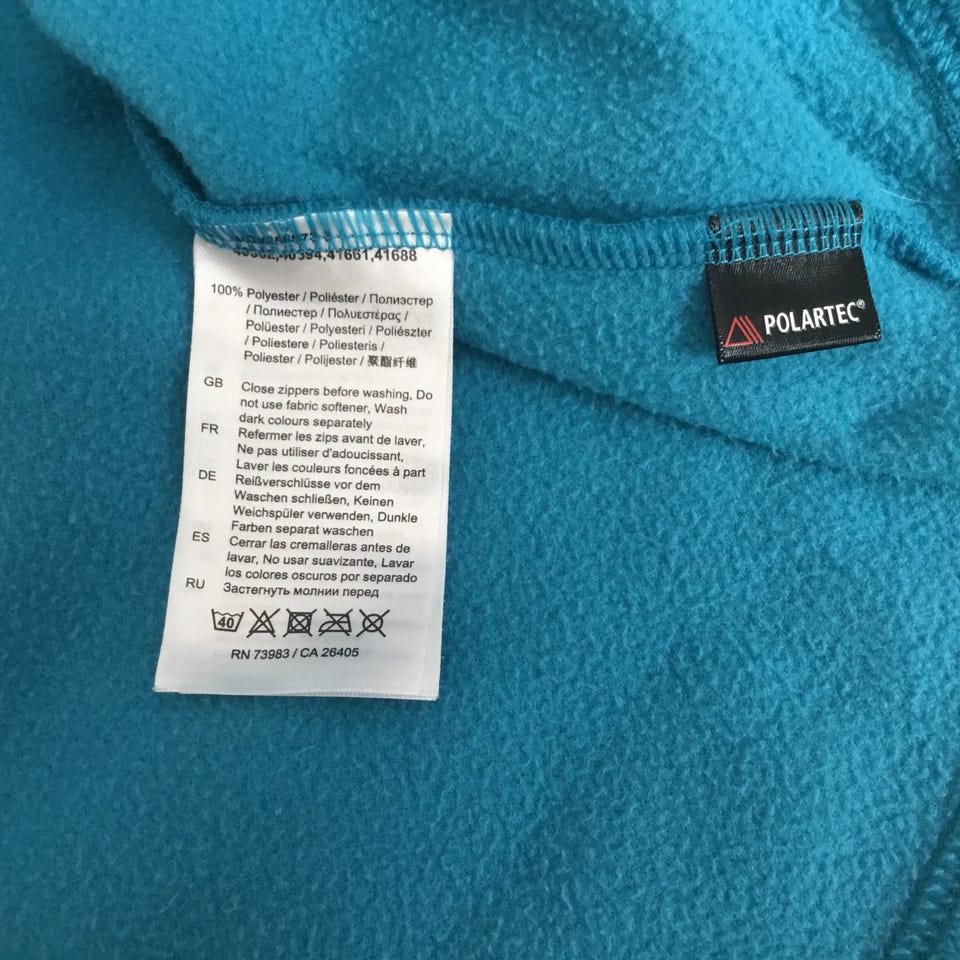 40362,40394,41661,41688
100% Polyester / Poliéster / Полиэстер
/ Полиестер / Πολυεστέρας /
Polüester / Polyesteri / Poliészter
/ Poliestere / Poliesteris /
Poliester / Polijester / 聚酯纤维
GB Close zippers before washing, Do
not use fabric softener, Wash
dark colours separately
FR Refermer les zips avant de laver,
Ne pas utiliser d'adoucissant,
Laver les couleurs foncées à part
DE Reißverschlüsse vor dem
Waschen schließen, Keinen
Weichspüler verwenden, Dunkle
Farben separat waschen
ES Cerrar las cremalleras antes de
lavar, No usar suavizante, Lavar
los colores oscuros por separado
RU Застегнуть молнии перед
40
RN 73983 / CA 26405
POLARTEC®